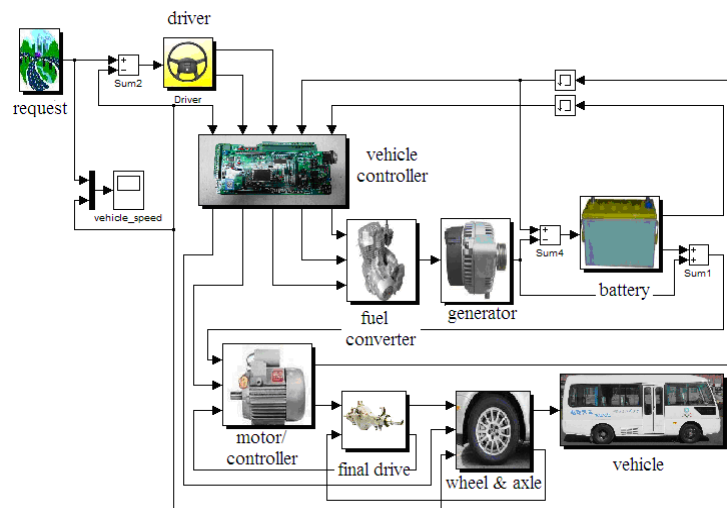 driver
Sum2
Driver
request
vehicle
controller
vehicle_speed
Sum4
Sum1
battery
fuel
converter
generator
motor/
controller
final drive
wheel & axle
vehicle